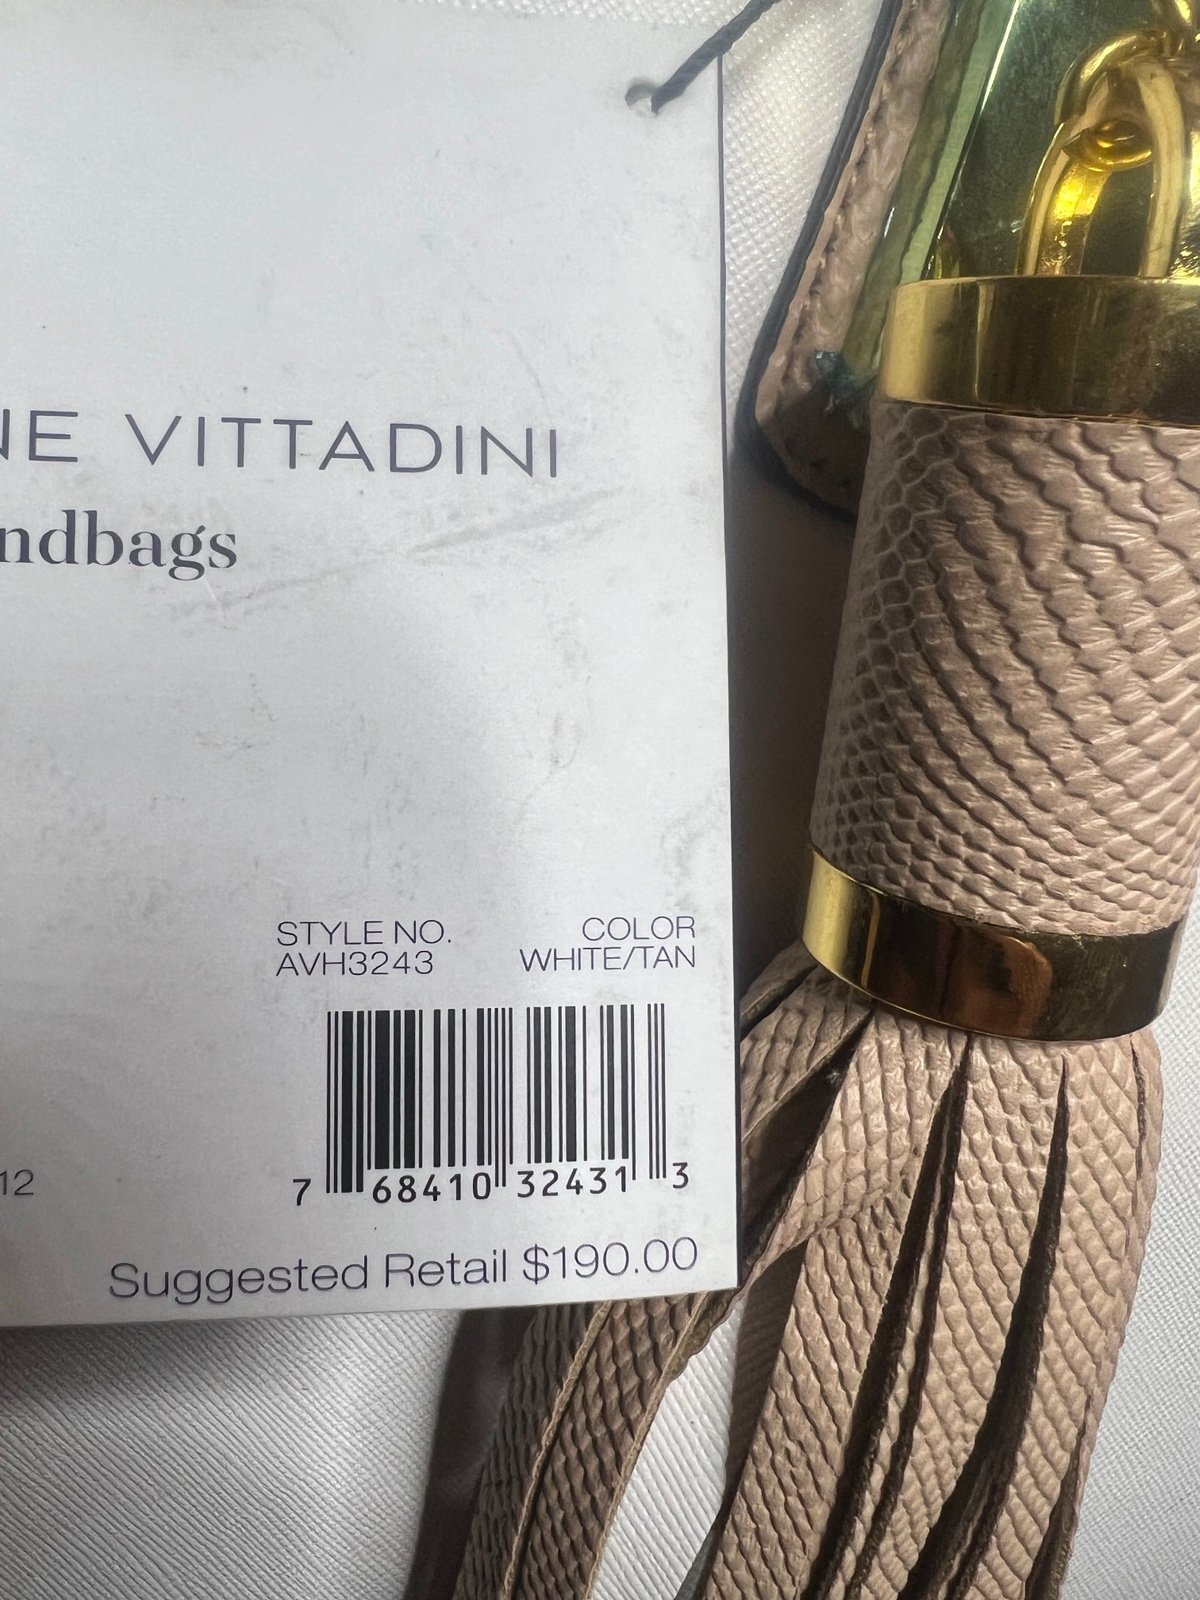 NE VITTADINI
ndbags
STYLE NO. COLOR
AVH3243 WHITE/TAN
7 68410 32431 3
12
Suggested Retail $190.00